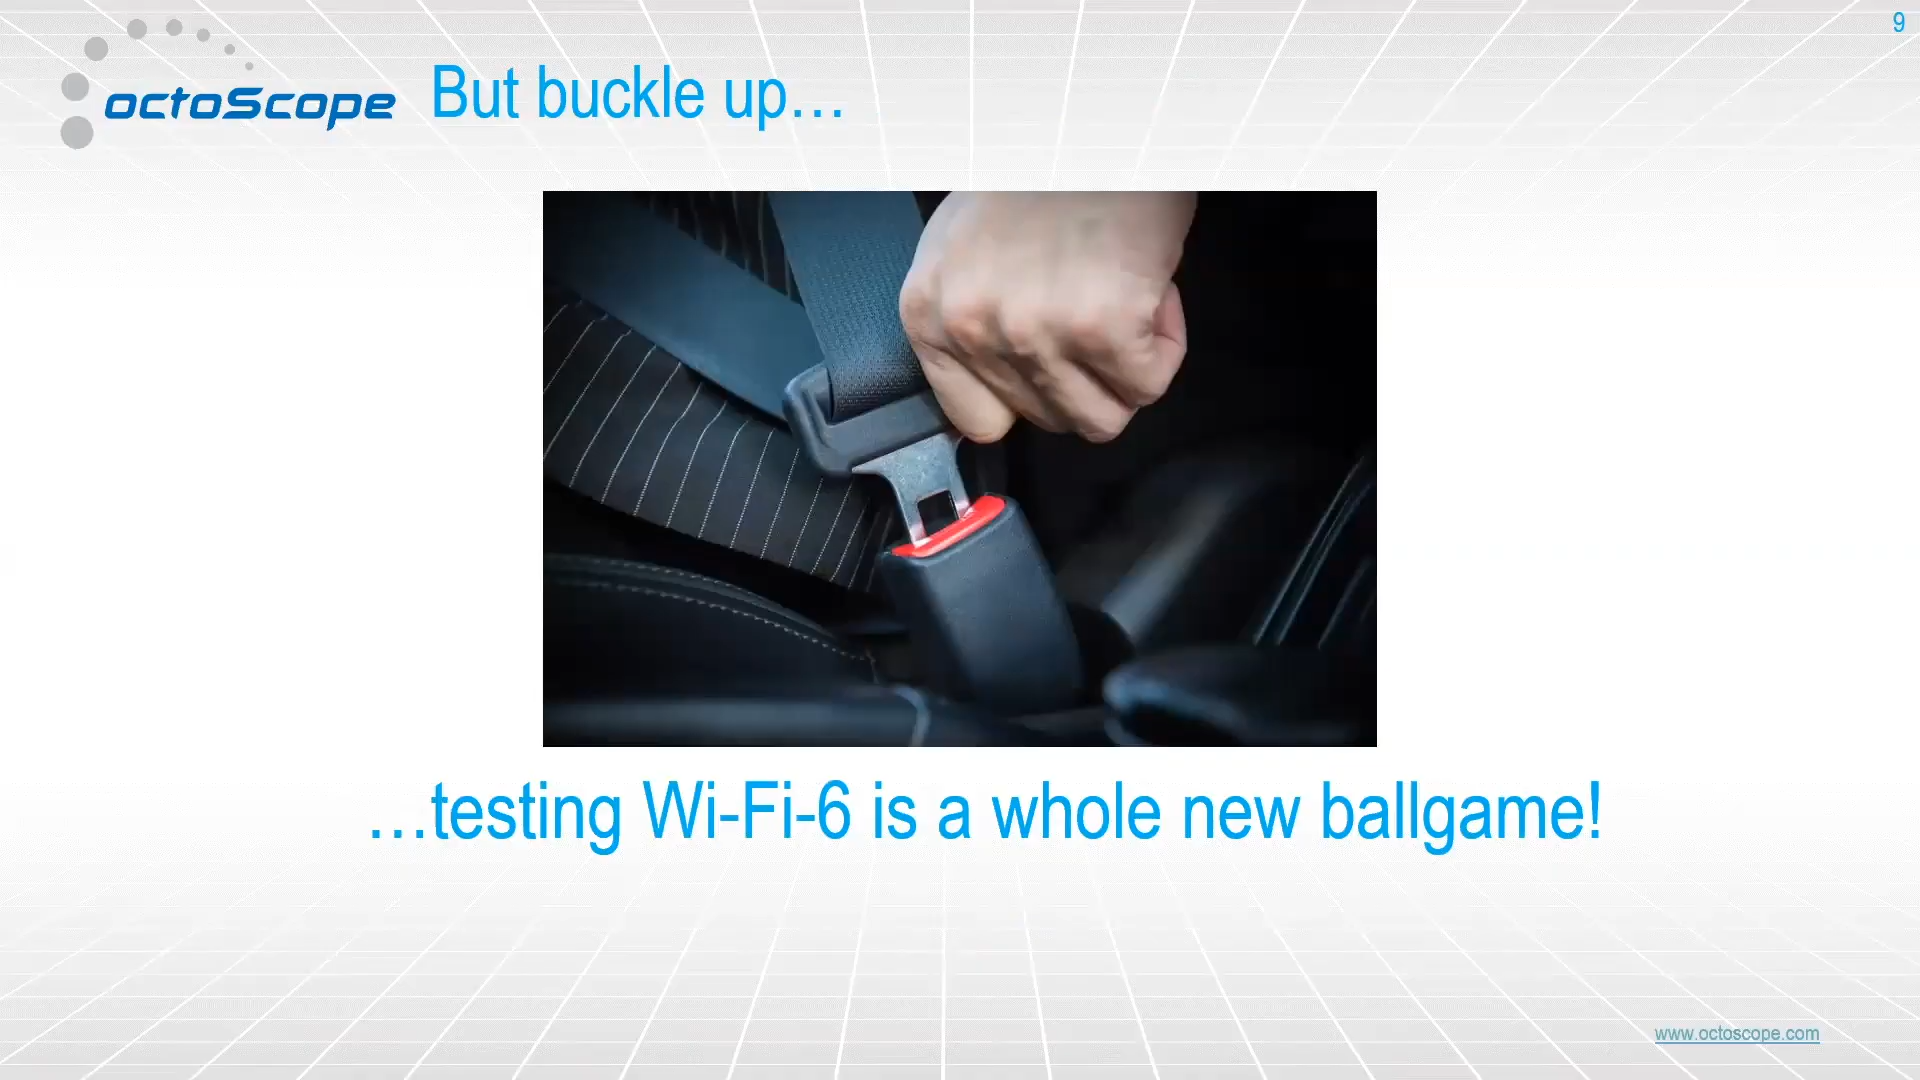 9
octoScope
But buckle up…
…testing Wi-Fi-6 is a whole new ballgame!
www.octoscope.com